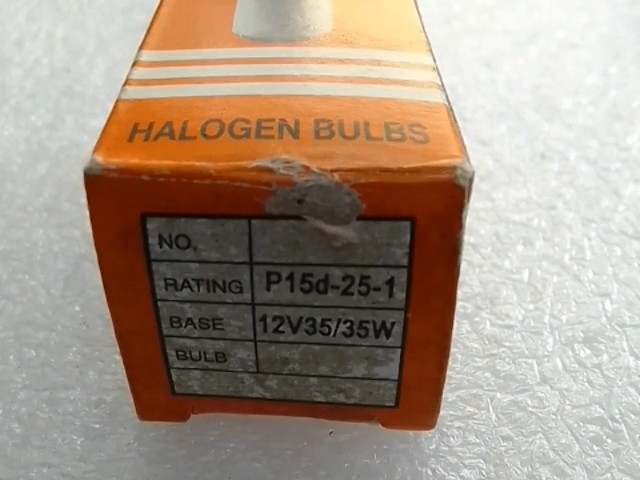 HALOGEN BULBS
NO.
RATING P15d-25-1
BASE 12V35/35W
BULB